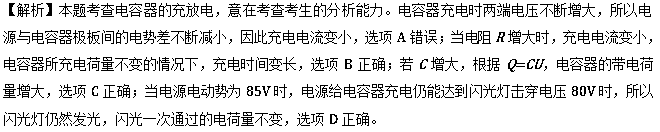 【解析】本题考查电容器的充放电，意在考查考生的分析能力。电容器充电时两端电压不断增大，所以电
源与电容器极板间的电势差不断减小，因此充电电流变小，选项 A 错误；当电阻 R 增大时，充电电流变小，
电容器所充电荷量不变的情况下，充电时间变长，选项 B 正确；若 C 增大，根据 Q=CU，电容器的带电荷
量增大，选项 C 正确；当电源电动势为 85V 时，电源给电容器充电仍能达到闪光灯击穿电压 80V 时，所以
闪光灯仍然发光，闪光一次通过的电荷量不变，选项 D 正确。